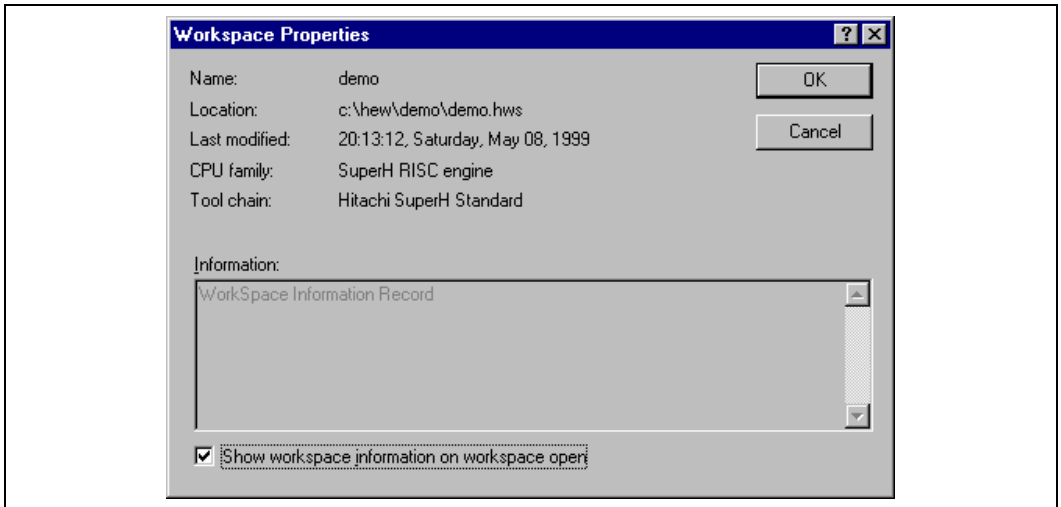 Workspace Properties
Name: demo
Location: c:\hew\demo\demo.hws
Last modified: 20:13:12, Saturday, May 08, 1999
CPU family: SuperH RISC engine
Tool chain: Hitachi SuperH Standard
OK
Cancel
Information:
WorkSpace Information Record
Show workspace information on workspace open